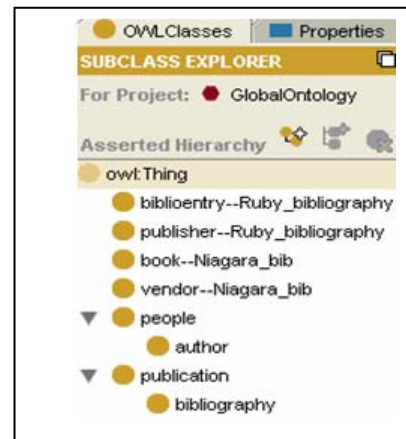 OWLClasses Properties
SUBCLASS EXPLORER
For Project: GlobalOntology
Asserted Hierarchy
owl:Thing
biblioentry--Ruby_bibliography
publisher--Ruby_bibliography
book--Niagara_bib
vendor--Niagara_bib
people
author
publication
bibliography